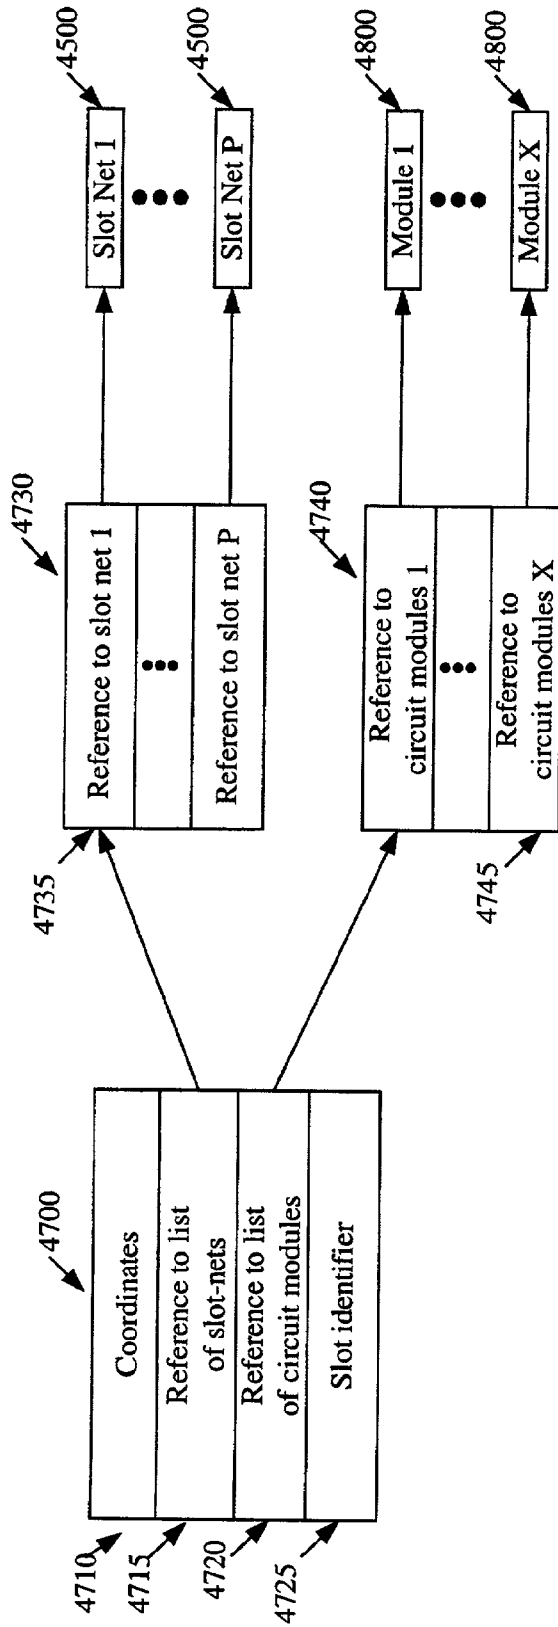 4700
4710
Coordinates
4715
Reference to list
of slot-nets
4720
Reference to list
of circuit modules
4725
Slot identifier
4730
4735
Reference to slot net 1
Reference to slot net P
4740
Reference to
circuit modules 1
4745
Reference to
circuit modules X
4500
Slot Net 1
4500
Slot Net P
4800
Module 1
4800
Module X